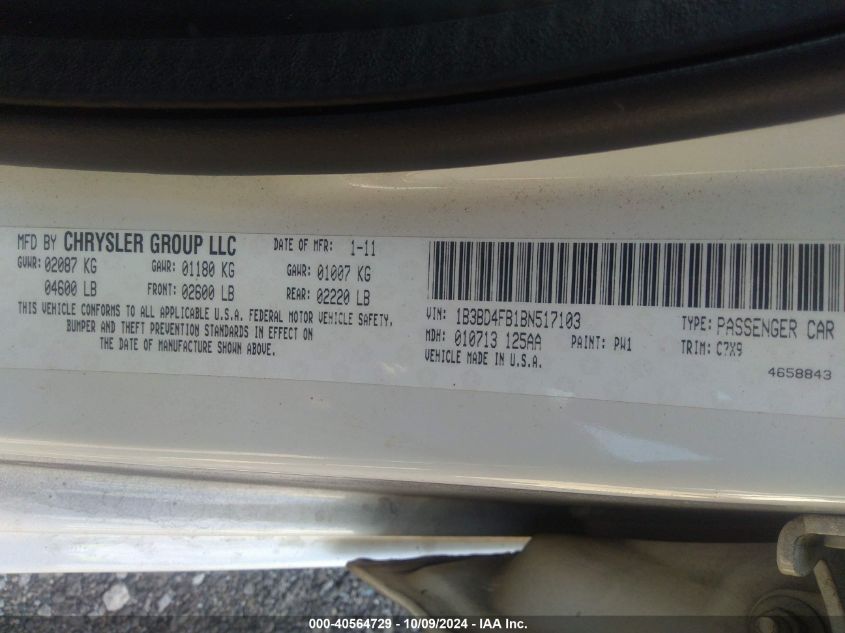 MFD BY CHRYSLER GROUP LLC DATE OF MFR: 1-11
GVWR: 02087 KG GAWR: 01180 KG GAWR: 01007 KG
04600 LB FRONT: 02600 LB REAR: 02220 LB
THIS VEHICLE CONFORMS TO ALL APPLICABLE U.S.A. FEDERAL MOTOR VEHICLE SAFETY,
BUMPER AND THEFT PREVENTION STANDARDS IN EFFECT ON
THE DATE OF MANUFACTURE SHOWN ABOVE.
VIN: 1B3BD4FB1BN517103 TYPE: PASSENGER CAR
MDH: 010713 125AA PAINT: PW1 TRIM: C7X9
VEHICLE MADE IN U.S.A.
4658843
000-40564729 - 10/09/2024 - IAA Inc.